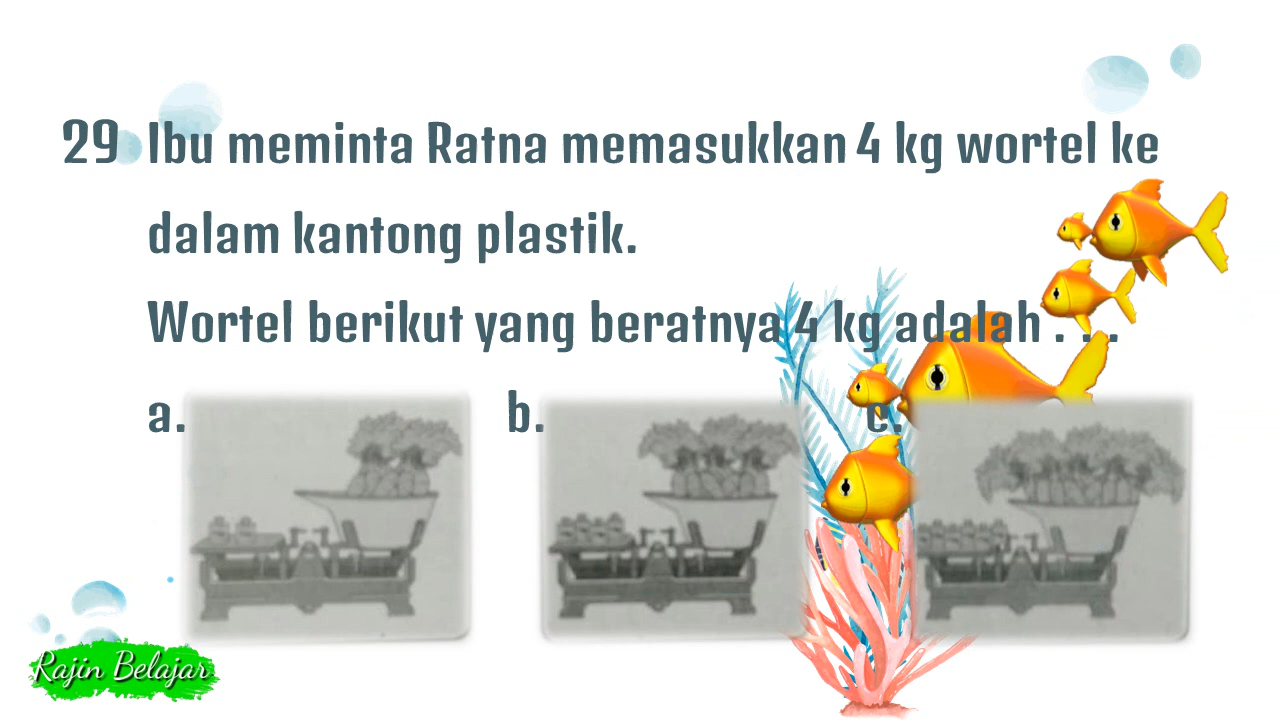 29 Ibu meminta Ratna memasukkan 4 kg wortel ke
dalam kantong plastik.
Wortel berikut yang beratnya 4 kg adalah . . .
a. b. c.
Rajin Belajar